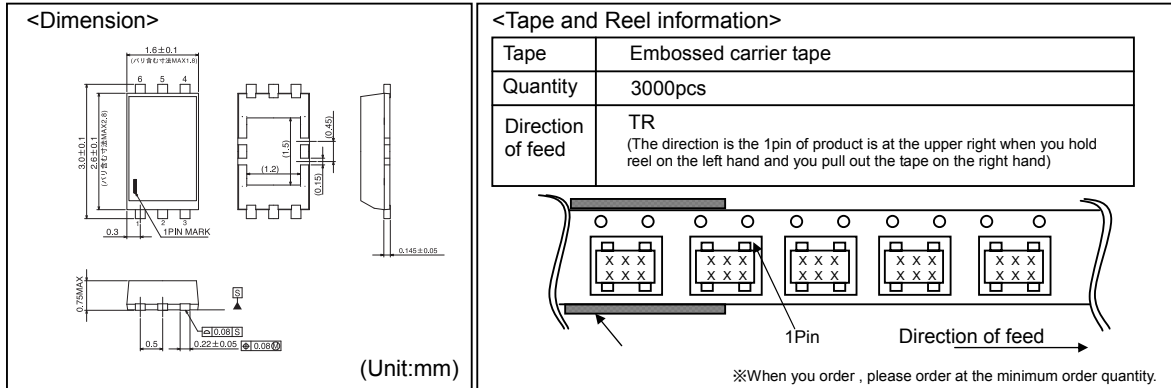 <Dimension>
1.6±0.1
(バリ含む寸法MAX1.8)
6 5 4
3.0±0.1
2.6±0.1
(バリ含む寸法MAX2.8)
1 2 3
0.3
1PIN MARK
(1.2)
(1.5)
(0.45)
(0.15)
0.145±0.05
0.75MAX
S
0.08 S
0.5
0.22±0.05
0.08 M
(Unit:mm)
<Tape and Reel information>
Tape Embossed carrier tape
Quantity 3000pcs
Direction of feed TR
(The direction is the 1pin of product is at the upper right when you hold
reel on the left hand and you pull out the tape on the right hand)
X X X X X X X X X X X X X X X
X X X X X X X X X X X X X X X
1Pin
Direction of feed
※When you order , please order at the minimum order quantity.